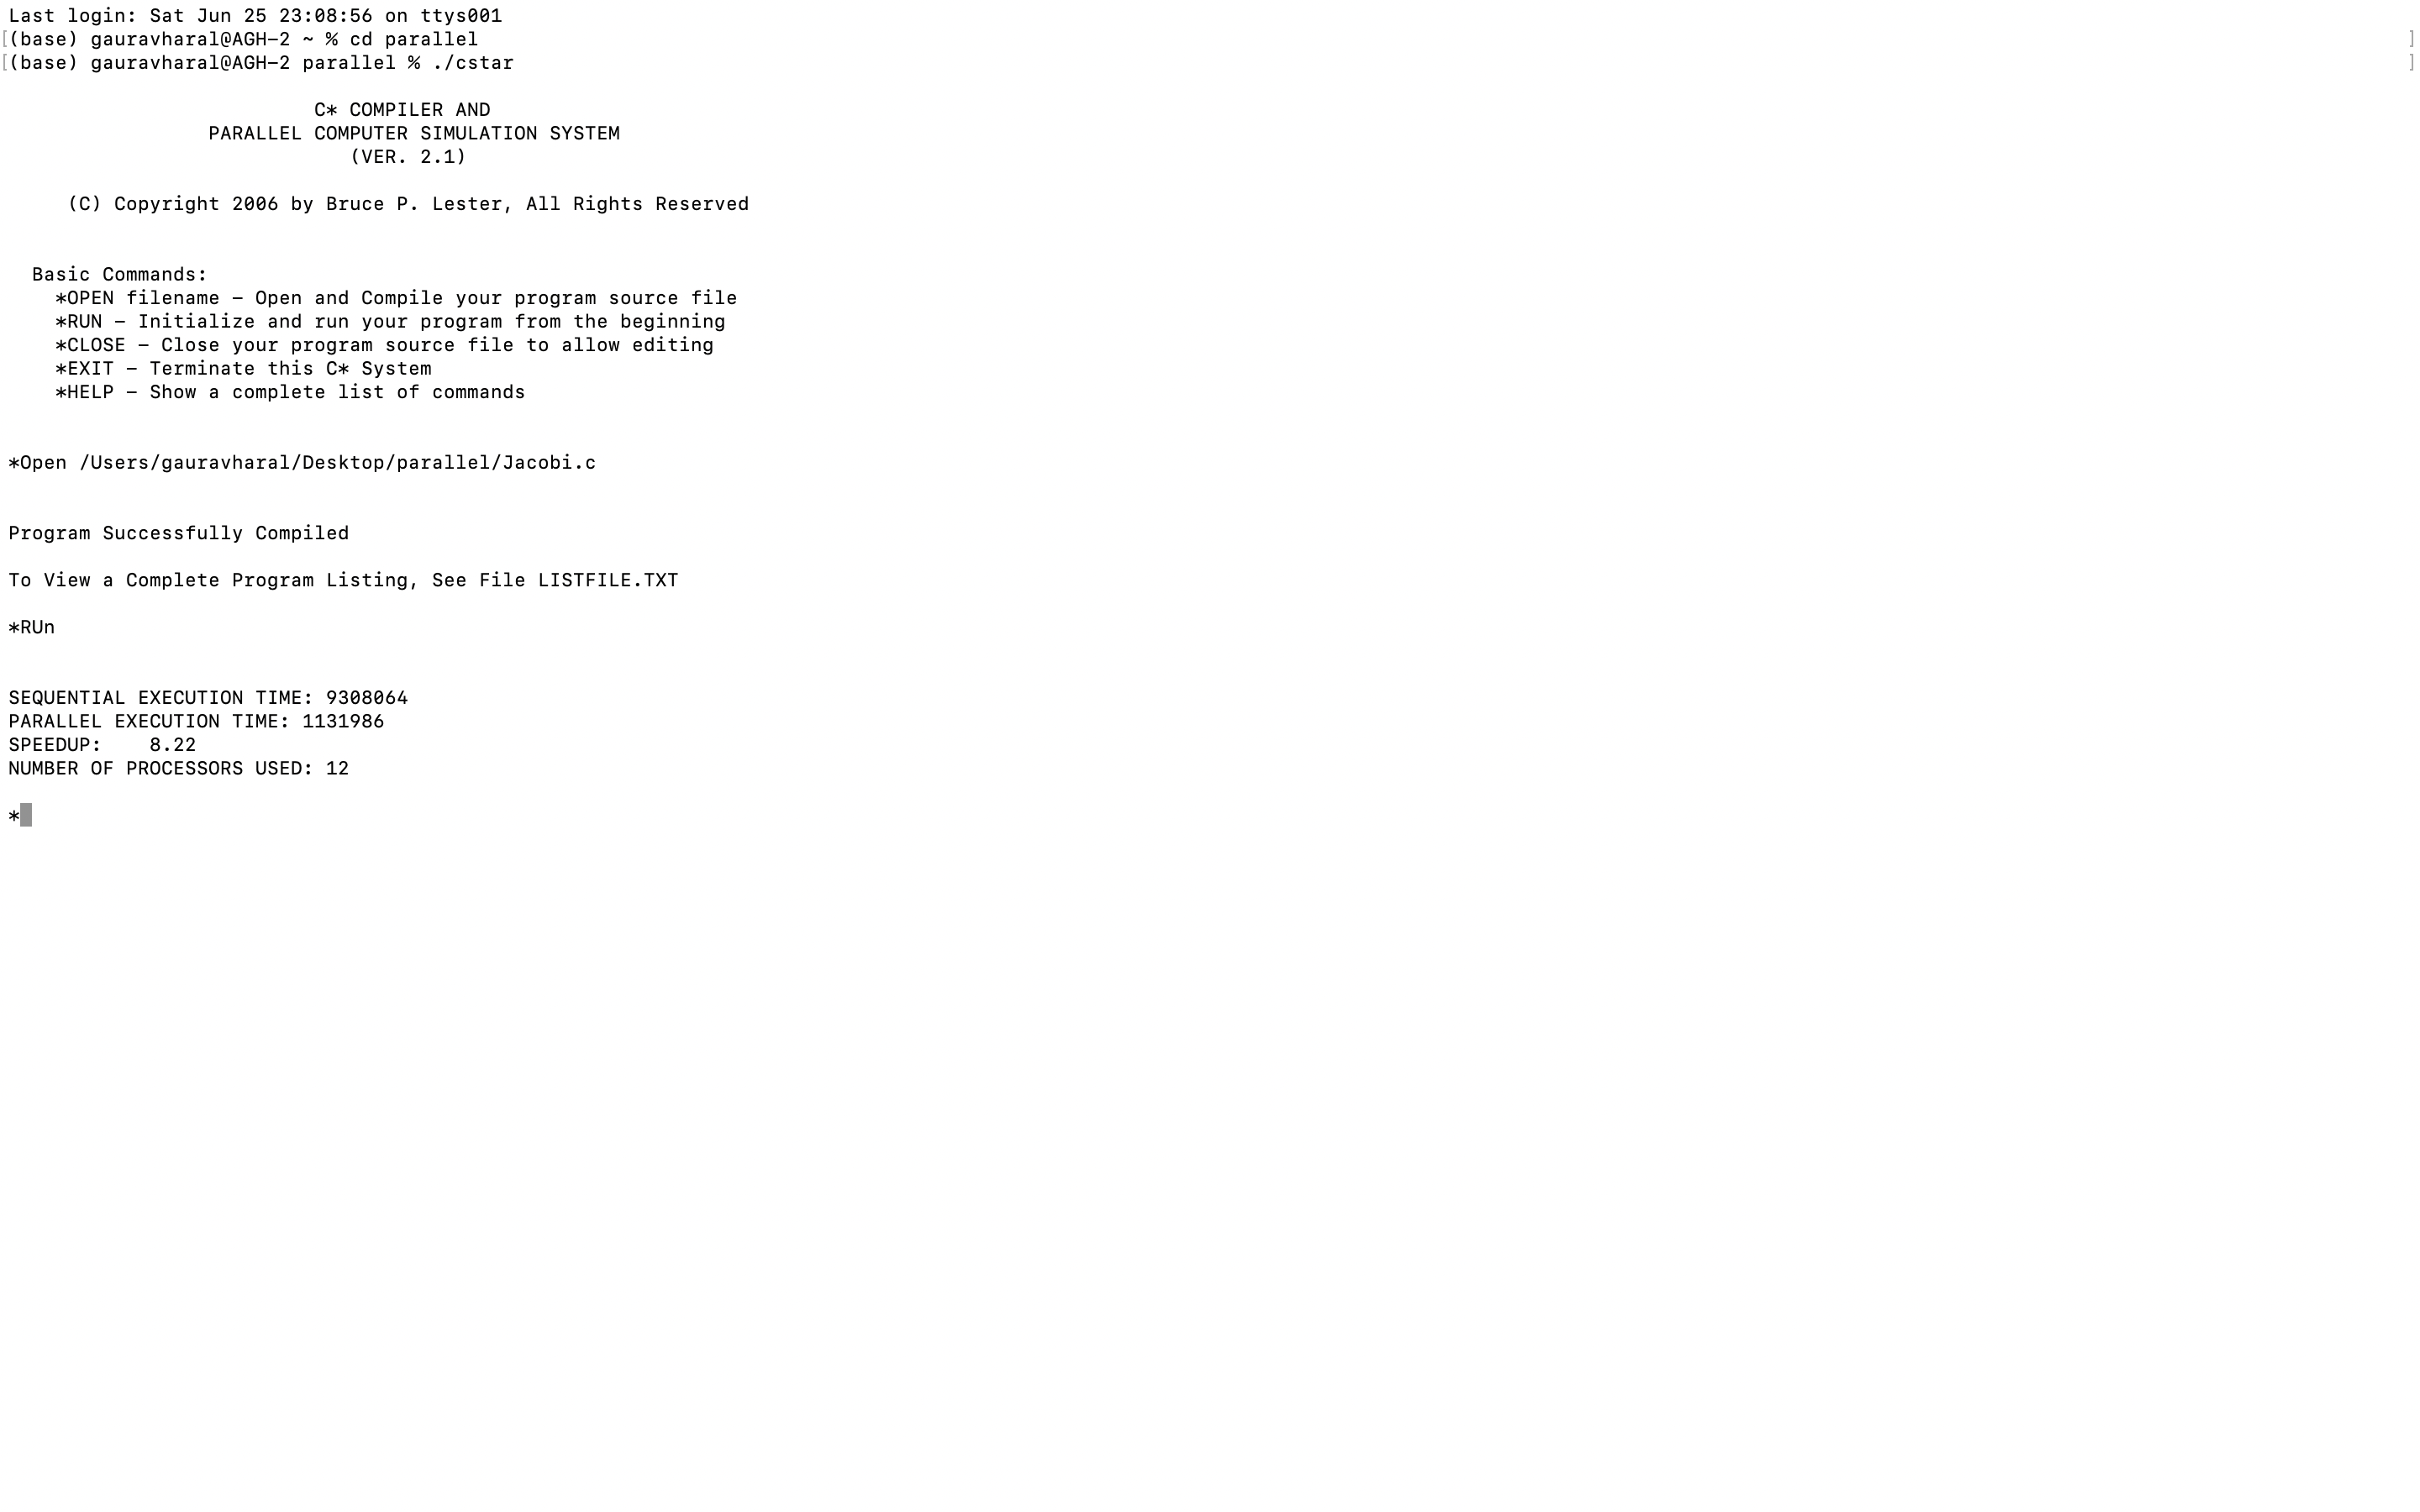 Last login: Sat Jun 25 23:08:56 on ttys001
[(base) gauravharal@AGH-2 ~ % cd parallel ]
[(base) gauravharal@AGH-2 parallel % ./cstar ]
C* COMPILER AND
PARALLEL COMPUTER SIMULATION SYSTEM
(VER. 2.1)
(C) Copyright 2006 by Bruce P. Lester, All Rights Reserved
Basic Commands:
*OPEN filename – Open and Compile your program source file
*RUN – Initialize and run your program from the beginning
*CLOSE – Close your program source file to allow editing
*EXIT – Terminate this C* System
*HELP – Show a complete list of commands
*Open /Users/gauravharal/Desktop/parallel/Jacobi.c
Program Successfully Compiled
To View a Complete Program Listing, See File LISTFILE.TXT
*RUn
SEQUENTIAL EXECUTION TIME: 9308064
PARALLEL EXECUTION TIME: 1131986
SPEEDUP: 8.22
NUMBER OF PROCESSORS USED: 12
*